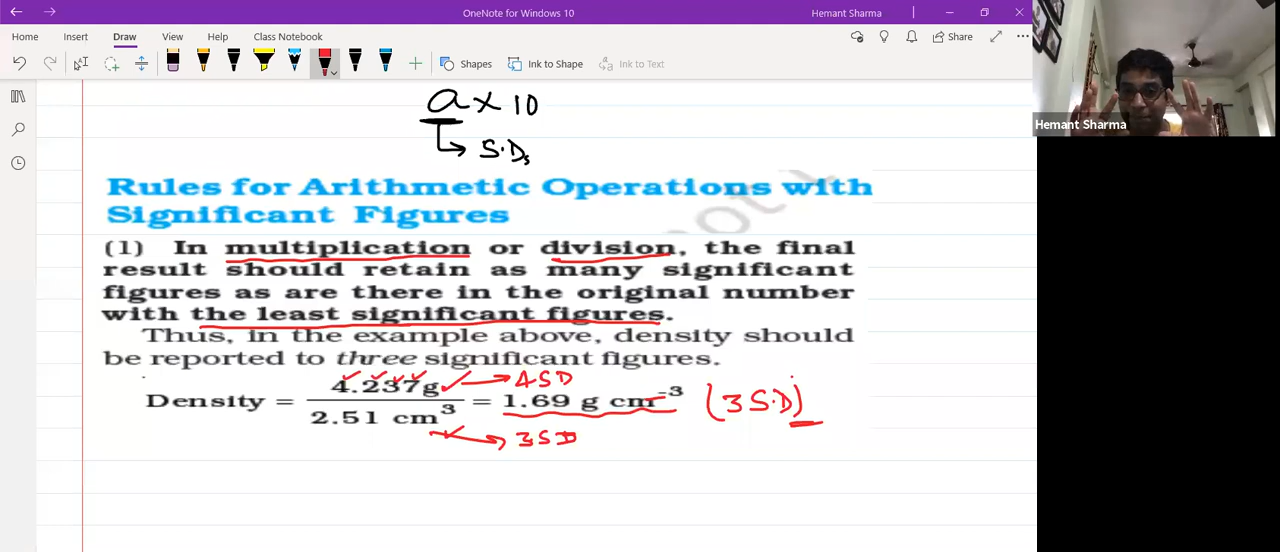 OneNote for Windows 10
Hemant Sharma
Home Insert Draw View Help Class Notebook
Share
Shapes Ink to Shape Ink to Text
Hemant Sharma
a × 10
S.Ds
Rules for Arithmetic Operations with
Significant Figures
(1) In multiplication or division, the final
result should retain as many significant
figures as are there in the original number
with the least significant figures.
Thus, in the example above, density should
be reported to three significant figures.
Density = 4.237g / 2.51 cm³ = 1.69 g cm⁻³ (3 S.D)
4 SD
3 SD